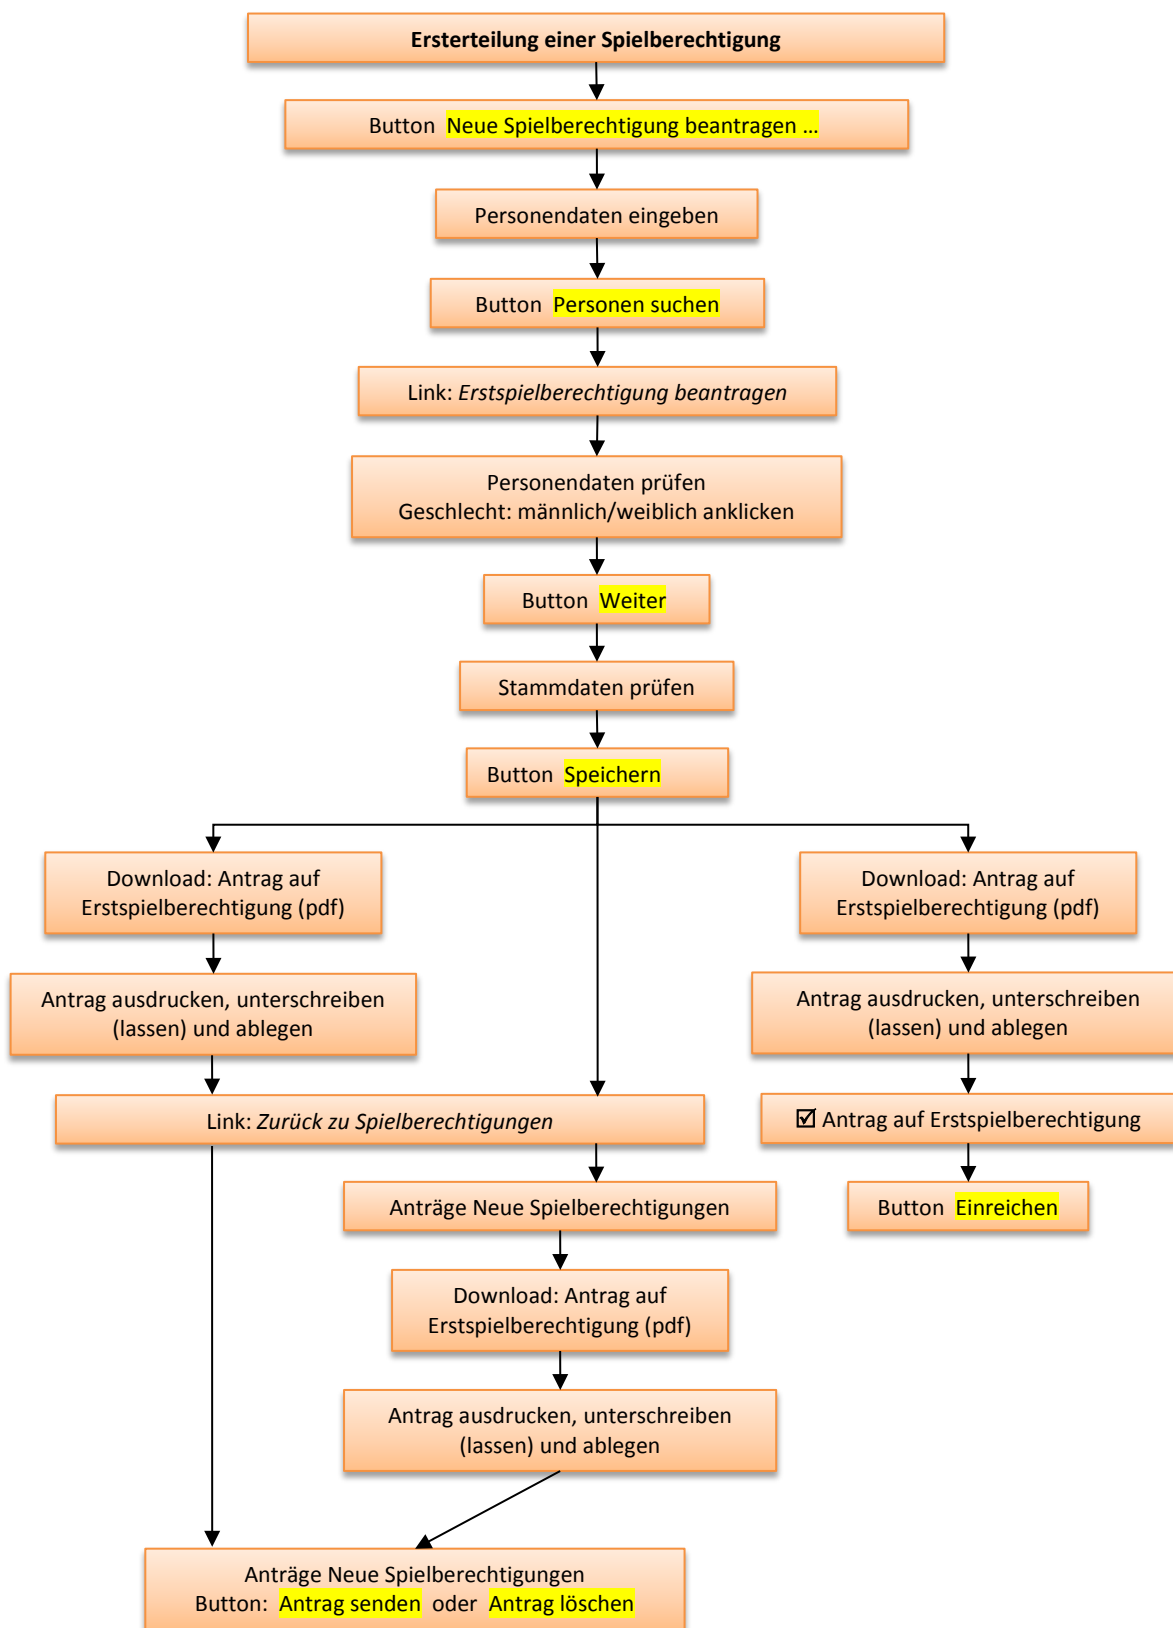 Ersterteilung einer Spielberechtigung
Button Neue Spielberechtigung beantragen ...
Personendaten eingeben
Button Personen suchen
Link: Erstspielberechtigung beantragen
Personendaten prüfen
Geschlecht: männlich/weiblich anklicken
Button Weiter
Stammdaten prüfen
Button Speichern
Download: Antrag auf
Erstspielberechtigung (pdf)
Antrag ausdrucken, unterschreiben
(lassen) und ablegen
Download: Antrag auf
Erstspielberechtigung (pdf)
Antrag ausdrucken, unterschreiben
(lassen) und ablegen
☑ Antrag auf Erstspielberechtigung
Button Einreichen
Link: Zurück zu Spielberechtigungen
Anträge Neue Spielberechtigungen
Download: Antrag auf
Erstspielberechtigung (pdf)
Antrag ausdrucken, unterschreiben
(lassen) und ablegen
Anträge Neue Spielberechtigungen
Button: Antrag senden oder Antrag löschen